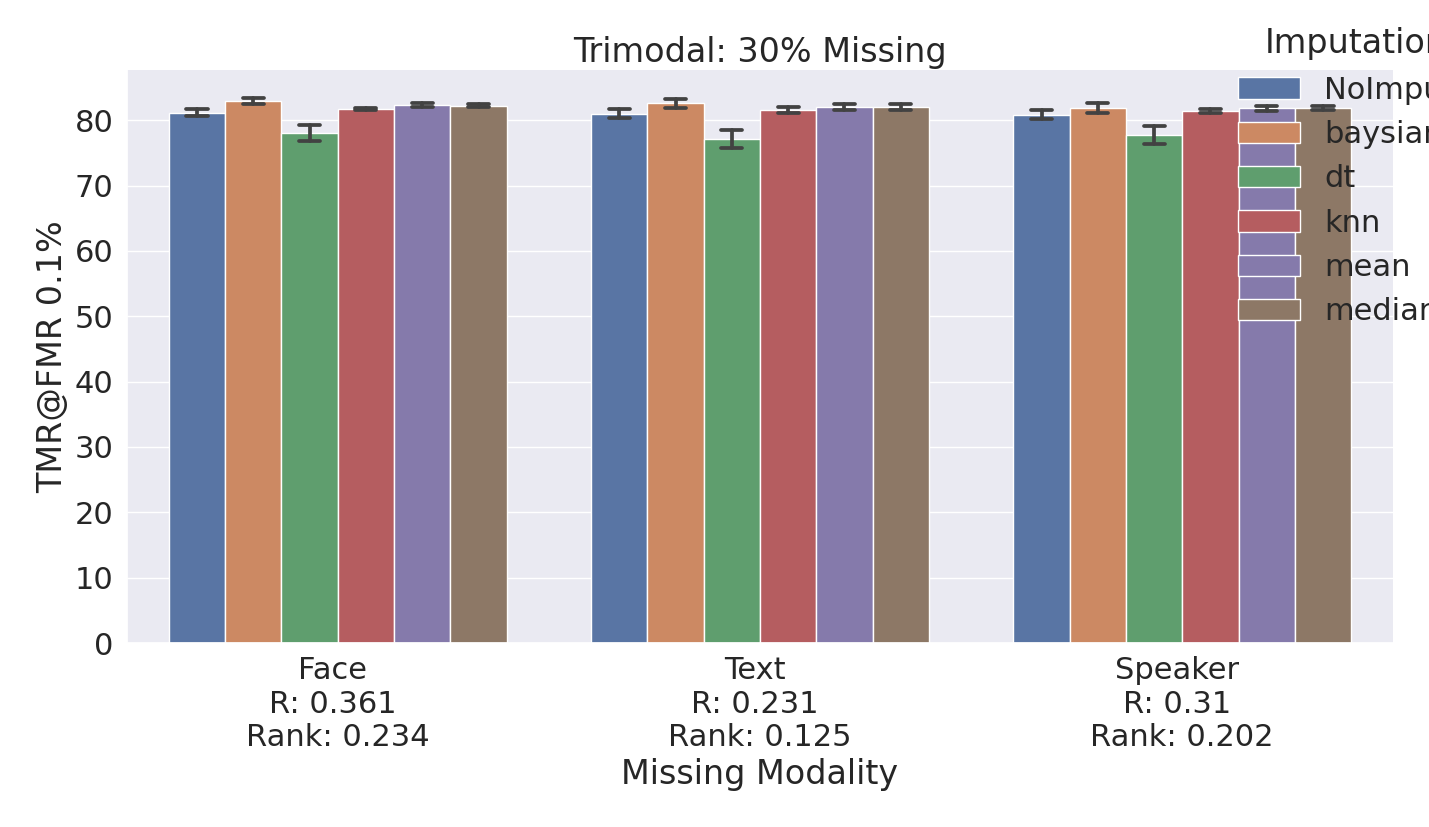 Trimodal: 30% Missing
Imputation
NoImpu
baysian
dt
knn
mean
median
TMR@FMR 0.1%
80
70
60
50
40
30
20
10
0
Face
R: 0.361
Rank: 0.234
Text
R: 0.231
Rank: 0.125
Speaker
R: 0.31
Rank: 0.202
Missing Modality